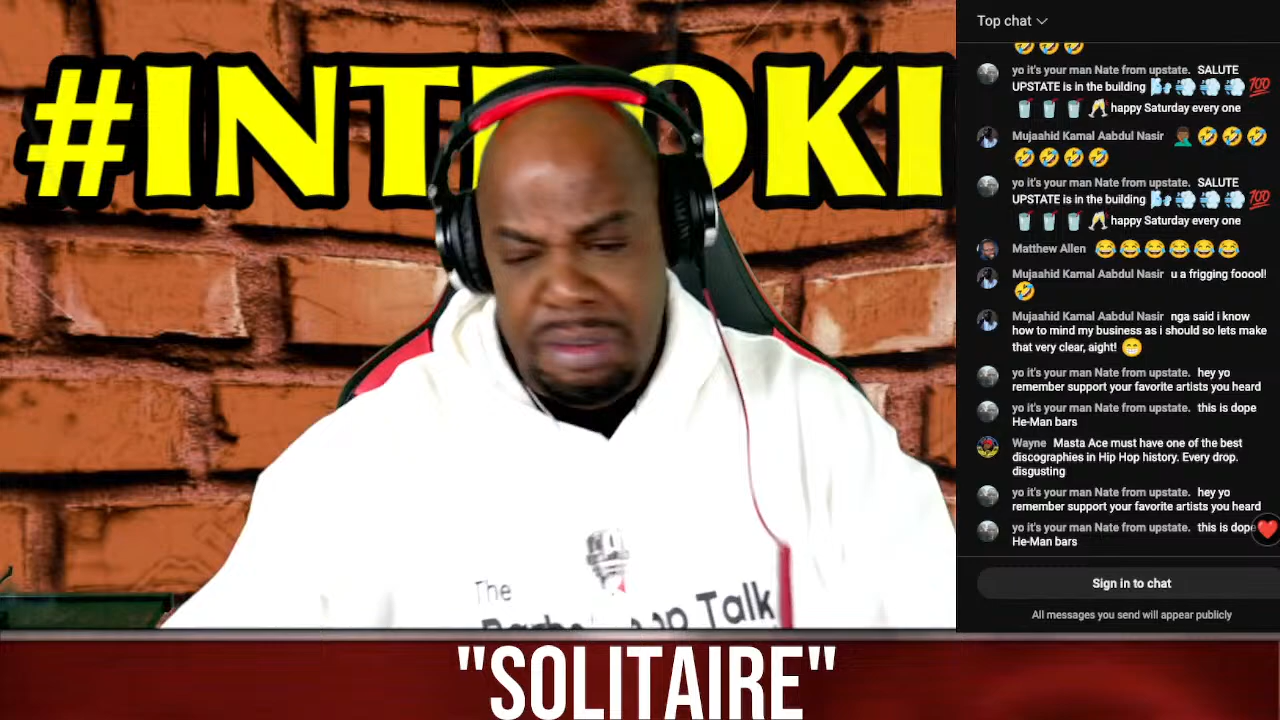 #INTROKI
The
Talk
"SOLITAIRE"
Top chat
yo it's your man Nate from upstate. SALUTE
UPSTATE is in the building 🌬💨💨💨💯
🥤🥤🥤🥂 happy Saturday every one
Mujaahid Kamal Aabdul Nasir 🤦🏾‍♂️🤣🤣🤣
🤣🤣🤣🤣
yo it's your man Nate from upstate. SALUTE
UPSTATE is in the building 🌬💨💨💨💯
🥤🥤🥤🥂 happy Saturday every one
Matthew Allen 😂😂😂😂😂😂
Mujaahid Kamal Aabdul Nasir u a frigging fooool!
🤣
Mujaahid Kamal Aabdul Nasir nga said i know
how to mind my business as i should so lets make
that very clear, aight! 😁
yo it's your man Nate from upstate. hey yo
remember support your favorite artists you heard
yo it's your man Nate from upstate. this is dope
He-Man bars
Wayne Masta Ace must have one of the best
discographies in Hip Hop history. Every drop.
disgusting
yo it's your man Nate from upstate. hey yo
remember support your favorite artists you heard
yo it's your man Nate from upstate. this is dope
He-Man bars
Sign in to chat
All messages you send will appear publicly